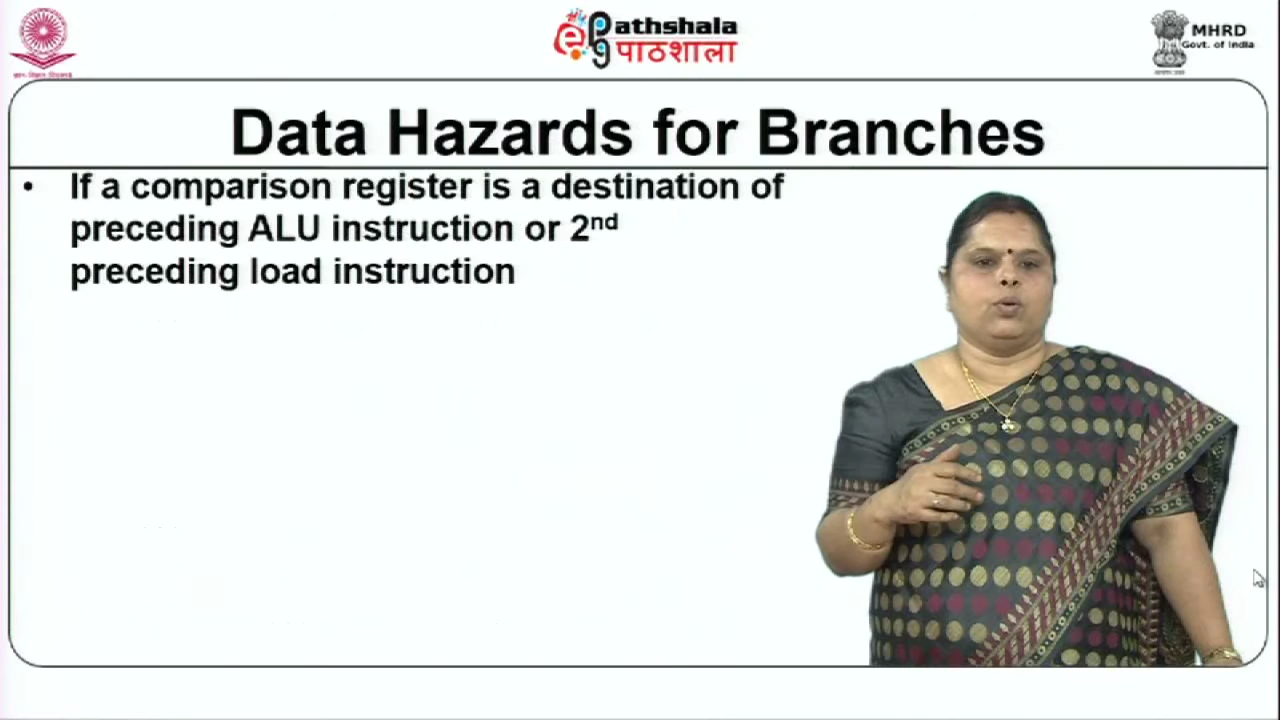 ePathshala
पाठशाला
MHRD
Govt. of India
Data Hazards for Branches
• If a comparison register is a destination of
preceding ALU instruction or 2nd
preceding load instruction